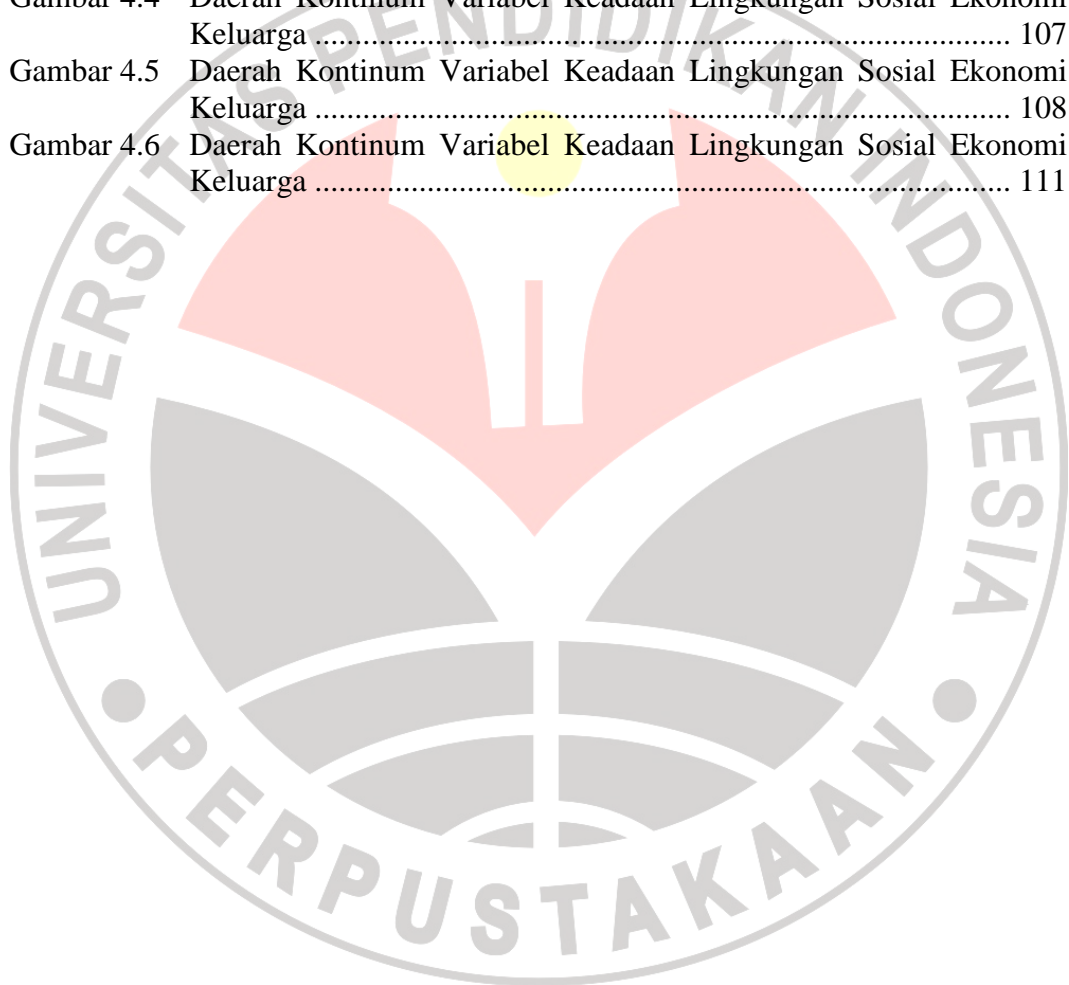 Gambar 4.4 Daerah Kontinum Variabel Keadaan Lingkungan Sosial Ekonomi
Keluarga .......................................................................................... 107
Gambar 4.5 Daerah Kontinum Variabel Keadaan Lingkungan Sosial Ekonomi
Keluarga .......................................................................................... 108
Gambar 4.6 Daerah Kontinum Variabel Keadaan Lingkungan Sosial Ekonomi
Keluarga .......................................................................................... 111
UNIVERSITAS PENDIDIKAN INDONESIA
PERPUSTAKAAN